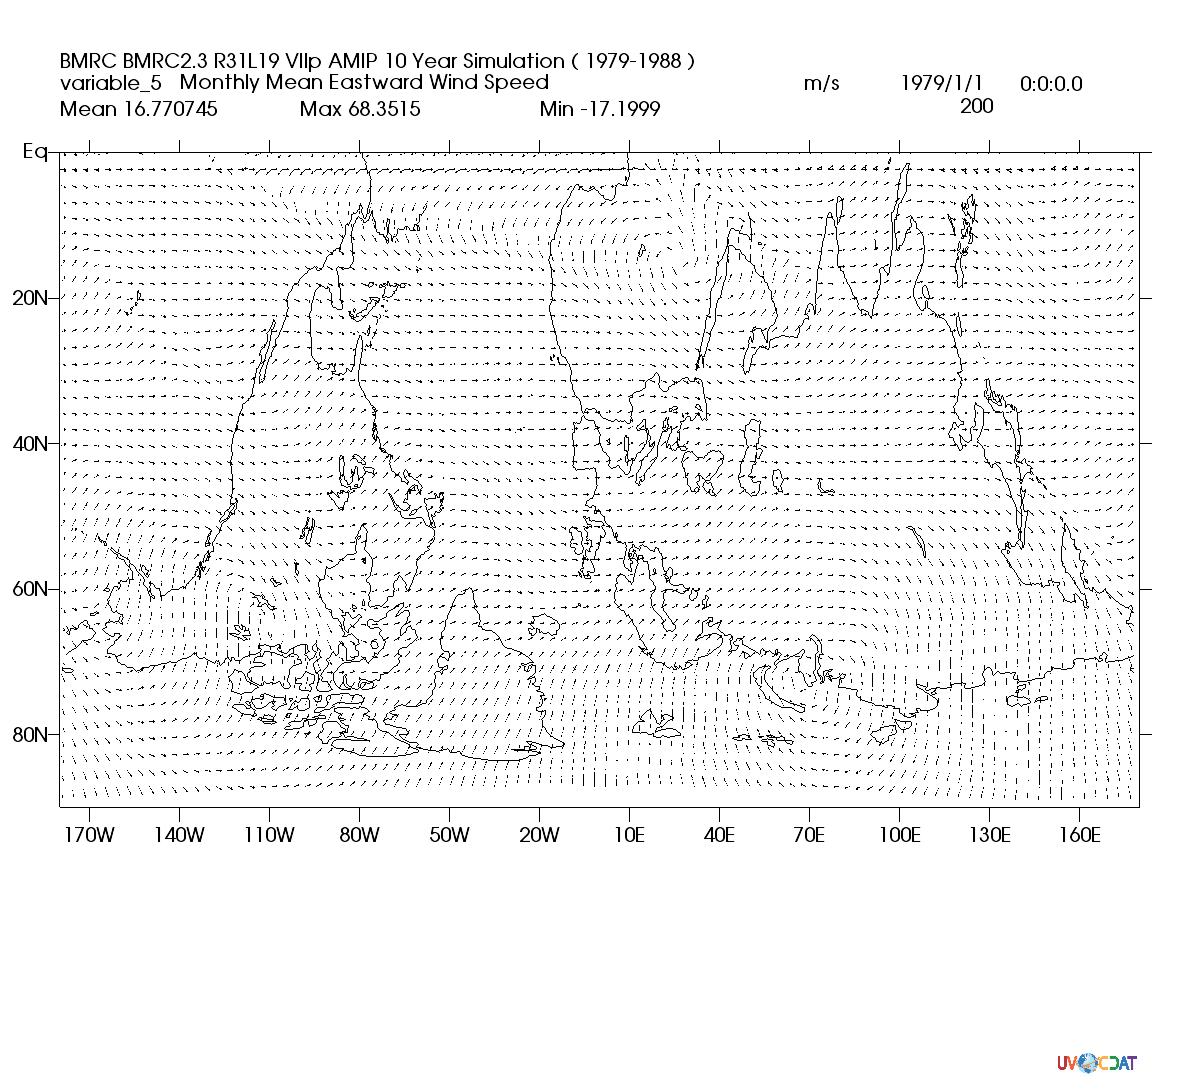 BMRC BMRC2.3 R31L19 VIIp AMIP 10 Year Simulation ( 1979-1988 )
variable_5 Monthly Mean Eastward Wind Speed m/s 1979/1/1 0:0:0.0
Mean 16.770745 Max 68.3515 Min -17.1999 200
Eq
20N
40N
60N
80N
170W 140W 110W 80W 50W 20W 10E 40E 70E 100E 130E 160E
UV CDAT